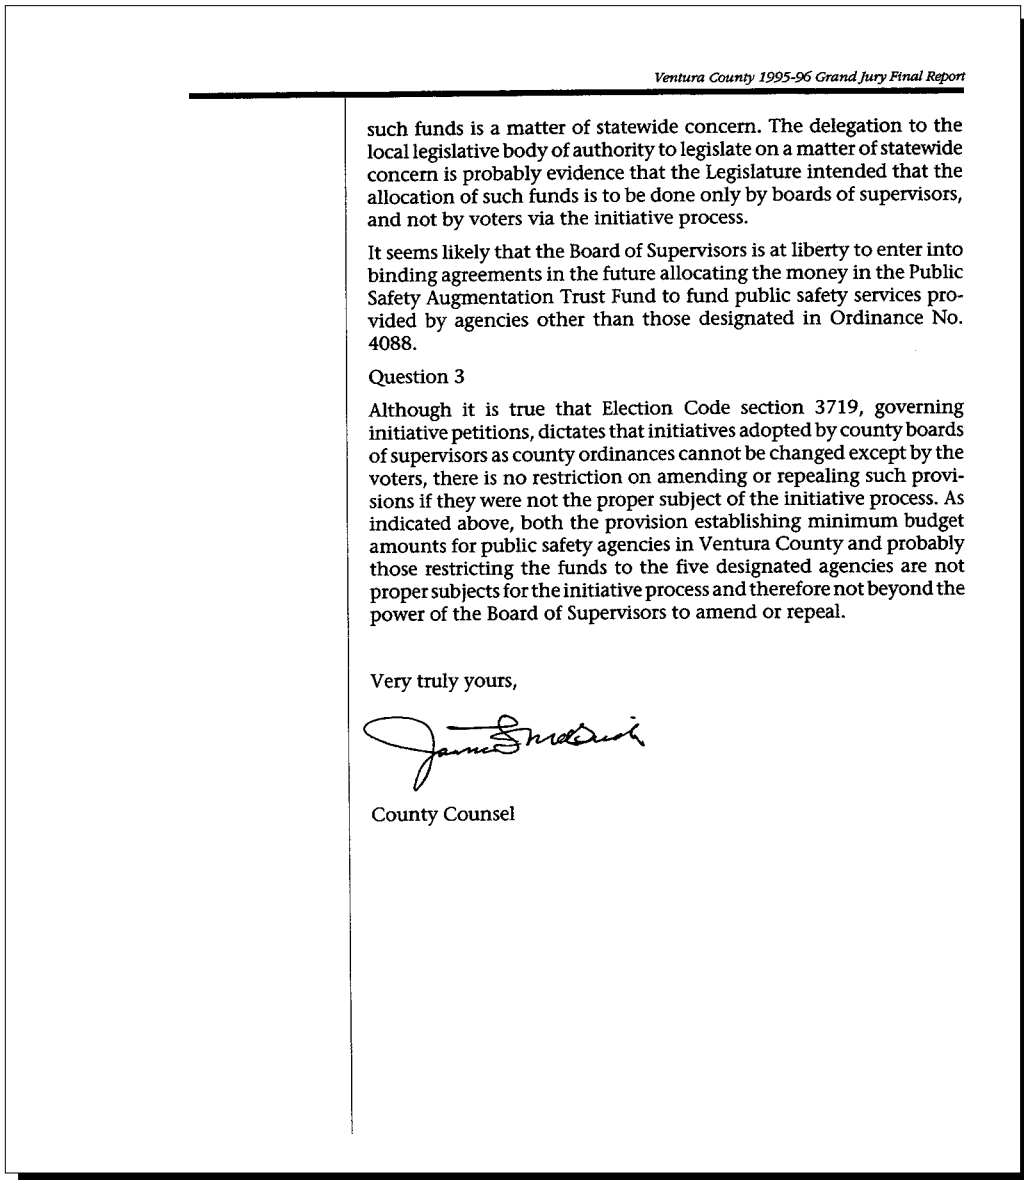 Ventura County 1995-96 Grand Jury Final Report
such funds is a matter of statewide concern. The delegation to the
local legislative body of authority to legislate on a matter of statewide
concern is probably evidence that the Legislature intended that the
allocation of such funds is to be done only by boards of supervisors,
and not by voters via the initiative process.
It seems likely that the Board of Supervisors is at liberty to enter into
binding agreements in the future allocating the money in the Public
Safety Augmentation Trust Fund to fund public safety services pro-
vided by agencies other than those designated in Ordinance No.
4088.
Question 3
Although it is true that Election Code section 3719, governing
initiative petitions, dictates that initiatives adopted by county boards
of supervisors as county ordinances cannot be changed except by the
voters, there is no restriction on amending or repealing such provi-
sions if they were not the proper subject of the initiative process. As
indicated above, both the provision establishing minimum budget
amounts for public safety agencies in Ventura County and probably
those restricting the funds to the five designated agencies are not
proper subjects for the initiative process and therefore not beyond the
power of the Board of Supervisors to amend or repeal.
Very truly yours,
James
County Counsel